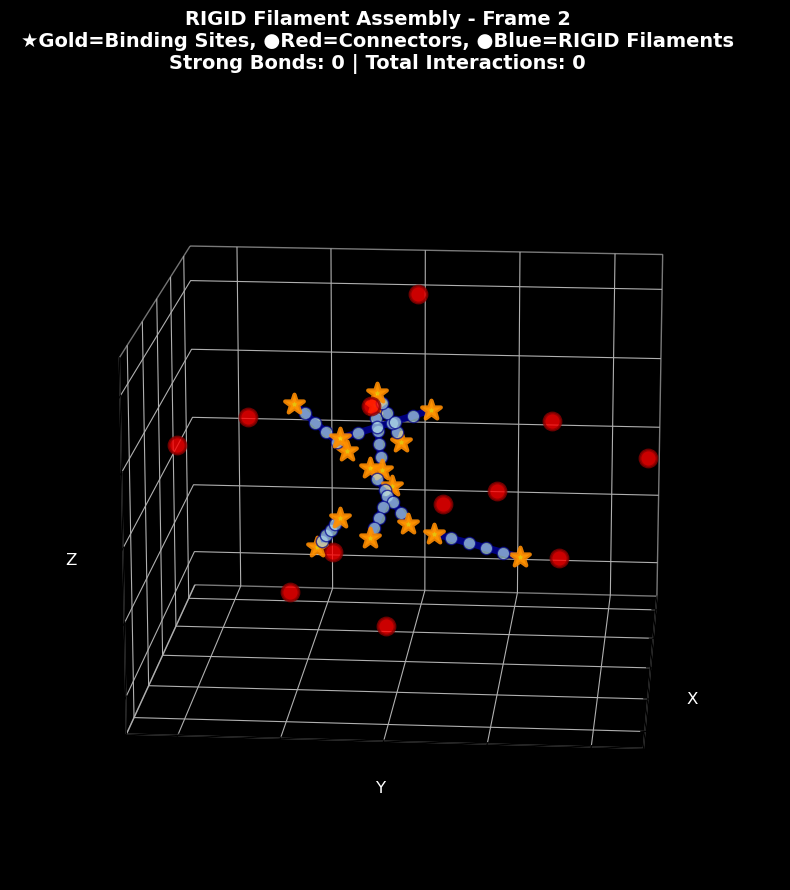 RIGID Filament Assembly - Frame 2
★Gold=Binding Sites, ●Red=Connectors, ●Blue=RIGID Filaments
Strong Bonds: 0 | Total Interactions: 0
Z
X
Y